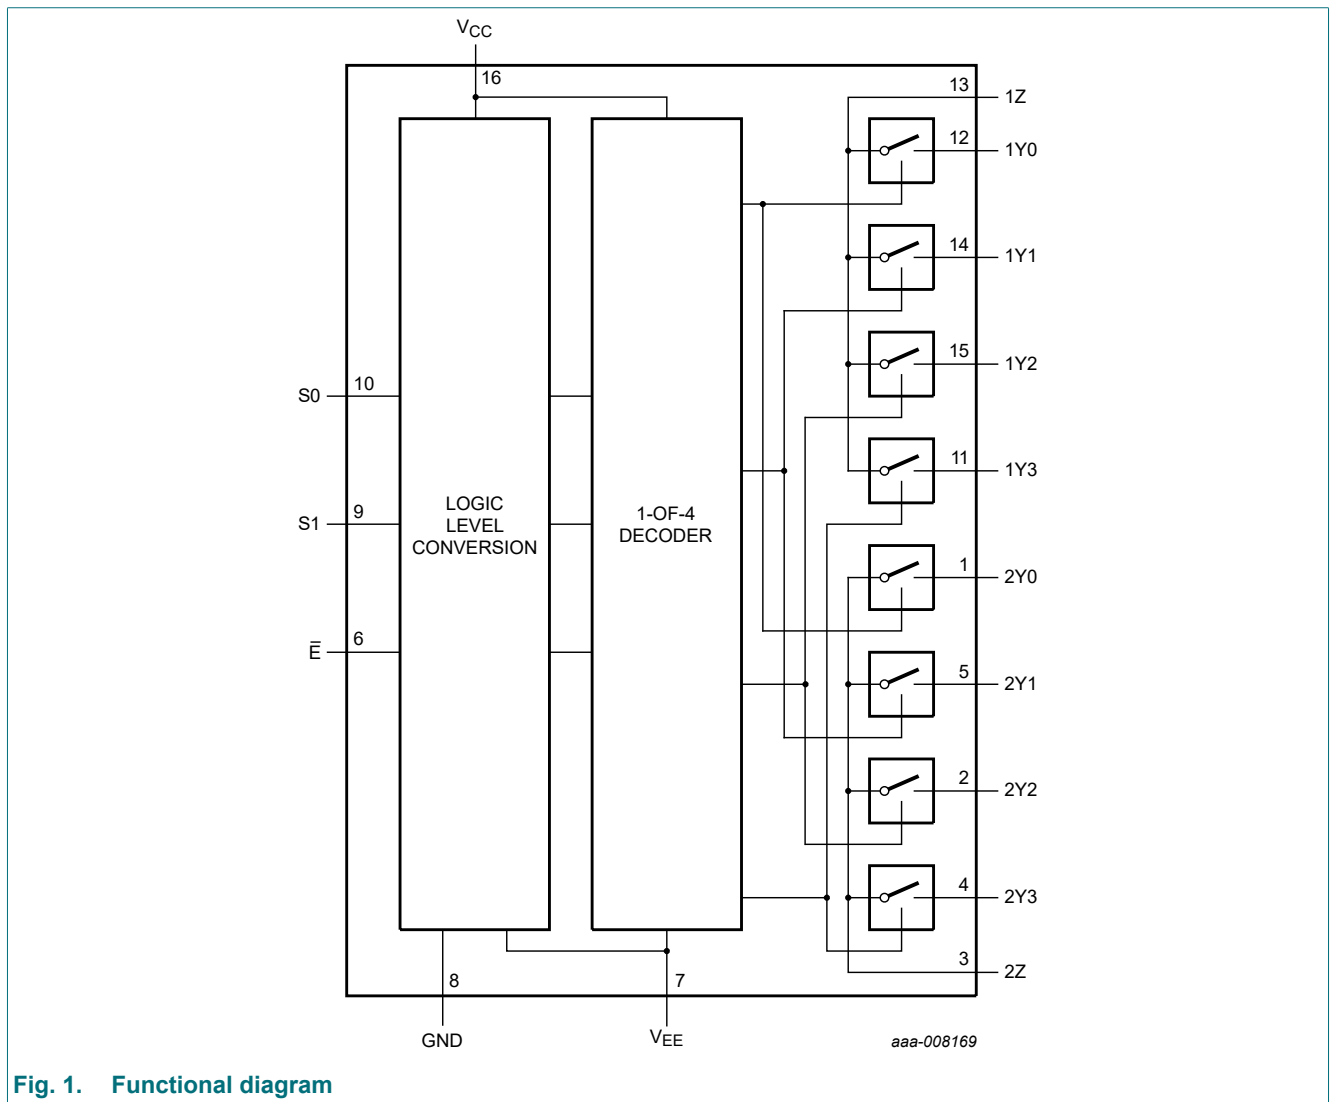 VCC
16
13
1Z
12
1Y0
14
1Y1
15
1Y2
S0
10
11
1Y3
LOGIC
LEVEL
CONVERSION
1-OF-4
DECODER
S1
9
1
2Y0
E̅
6
5
2Y1
2
2Y2
4
2Y3
3
2Z
8
7
GND
VEE
aaa-008169
Fig. 1. Functional diagram